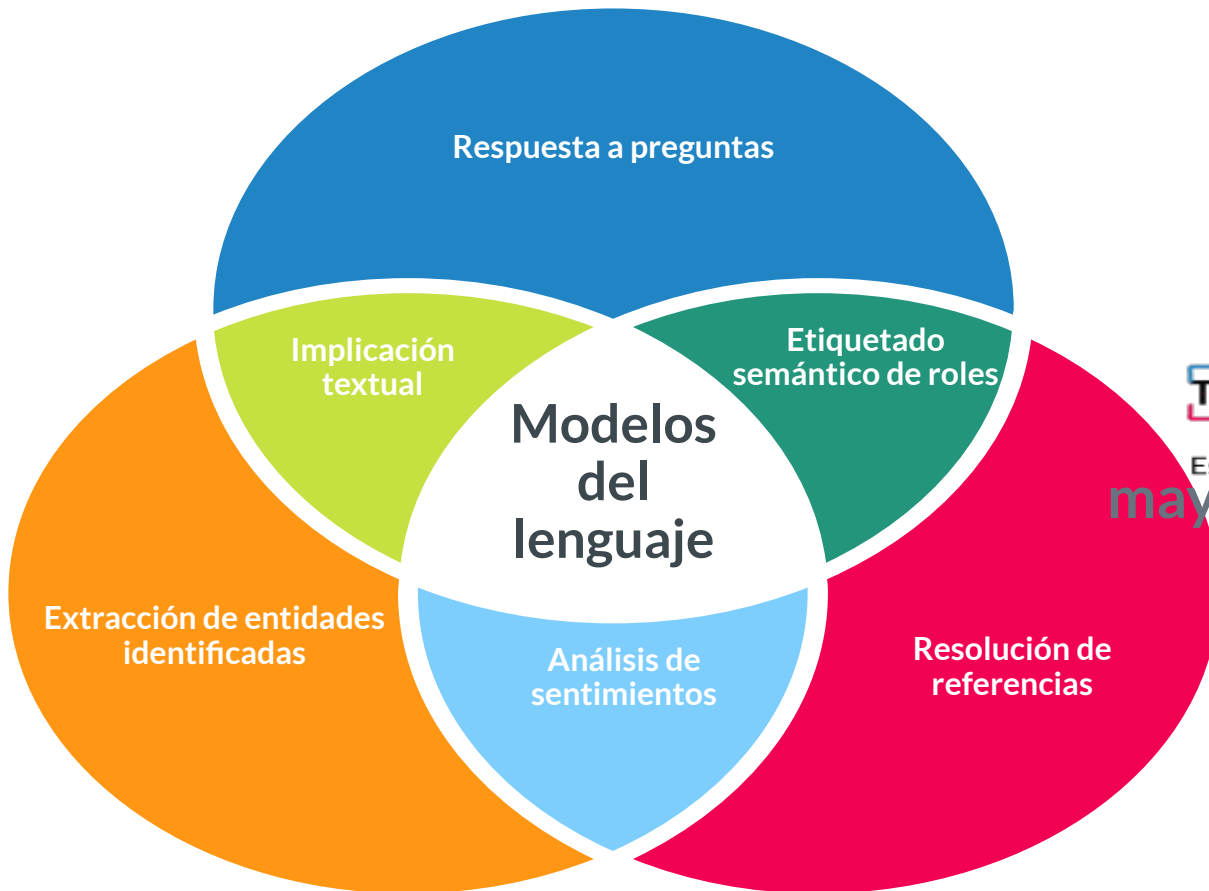 Respuesta a preguntas
Implicación
textual
Etiquetado
semántico de roles
Modelos
del
lenguaje
Extracción de entidades
identificadas
Análisis de
sentimientos
Resolución de
referencias